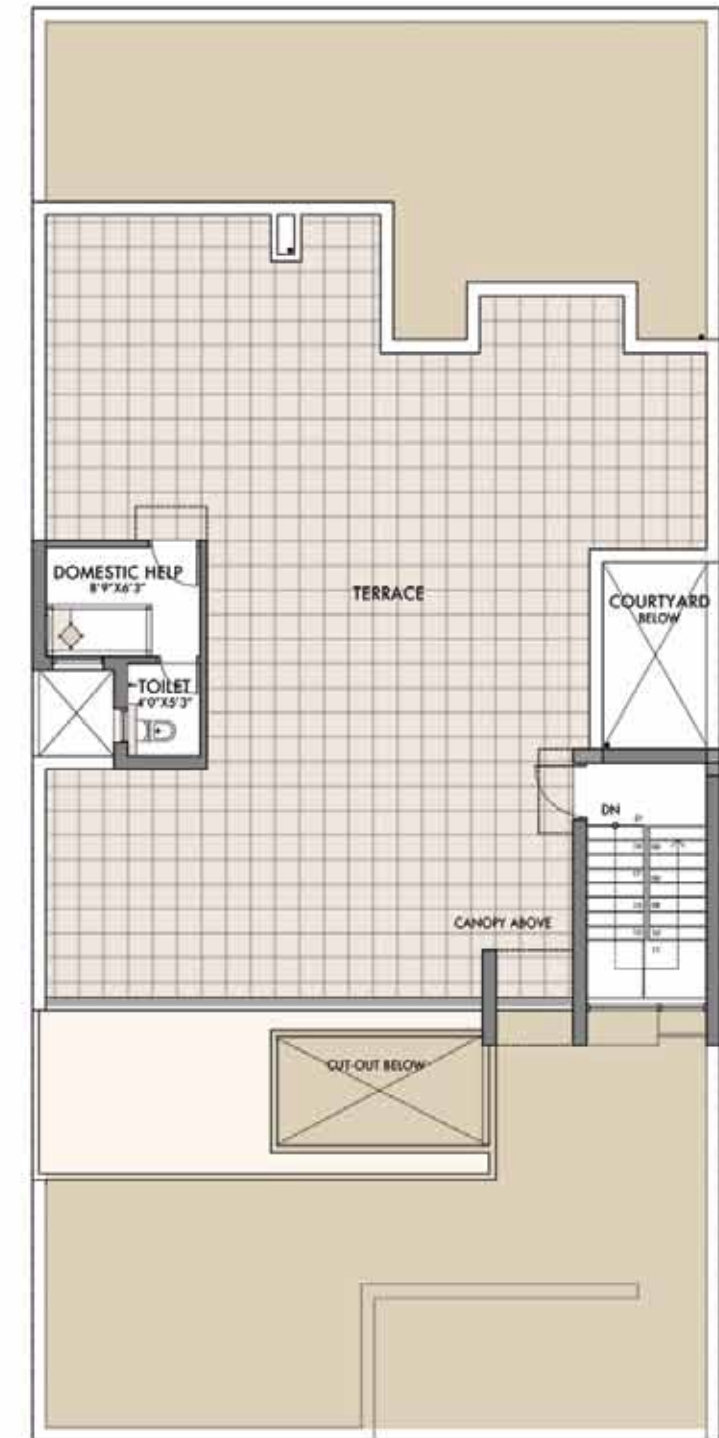 DOMESTIC HELP
8'9"X6'3"
TERRACE
COURTYARD
BELOW
TOILET
4'0"X5'3"
DN
CANOPY ABOVE
CUT-OUT BELOW